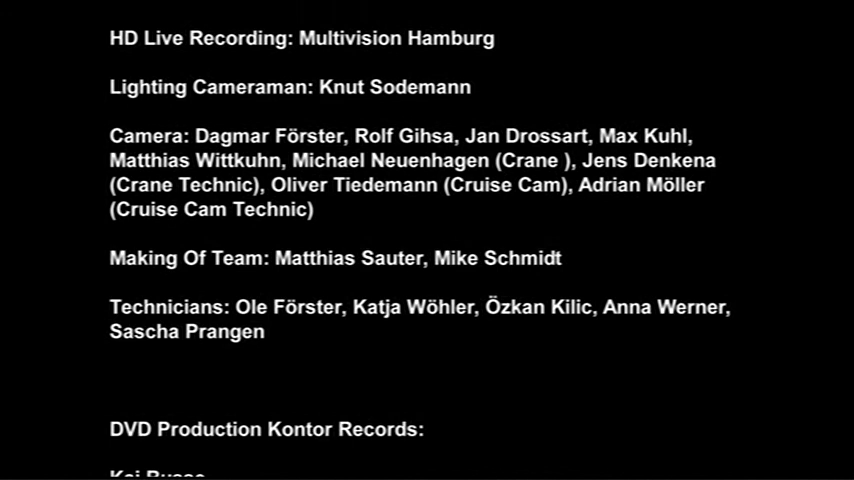 HD Live Recording: Multivision Hamburg
Lighting Cameraman: Knut Sodemann
Camera: Dagmar Förster, Rolf Gihsa, Jan Drossart, Max Kuhl,
Matthias Wittkuhn, Michael Neuenhagen (Crane ), Jens Denkena
(Crane Technic), Oliver Tiedemann (Cruise Cam), Adrian Möller
(Cruise Cam Technic)
Making Of Team: Matthias Sauter, Mike Schmidt
Technicians: Ole Förster, Katja Wöhler, Özkan Kilic, Anna Werner,
Sascha Prangen
DVD Production Kontor Records: